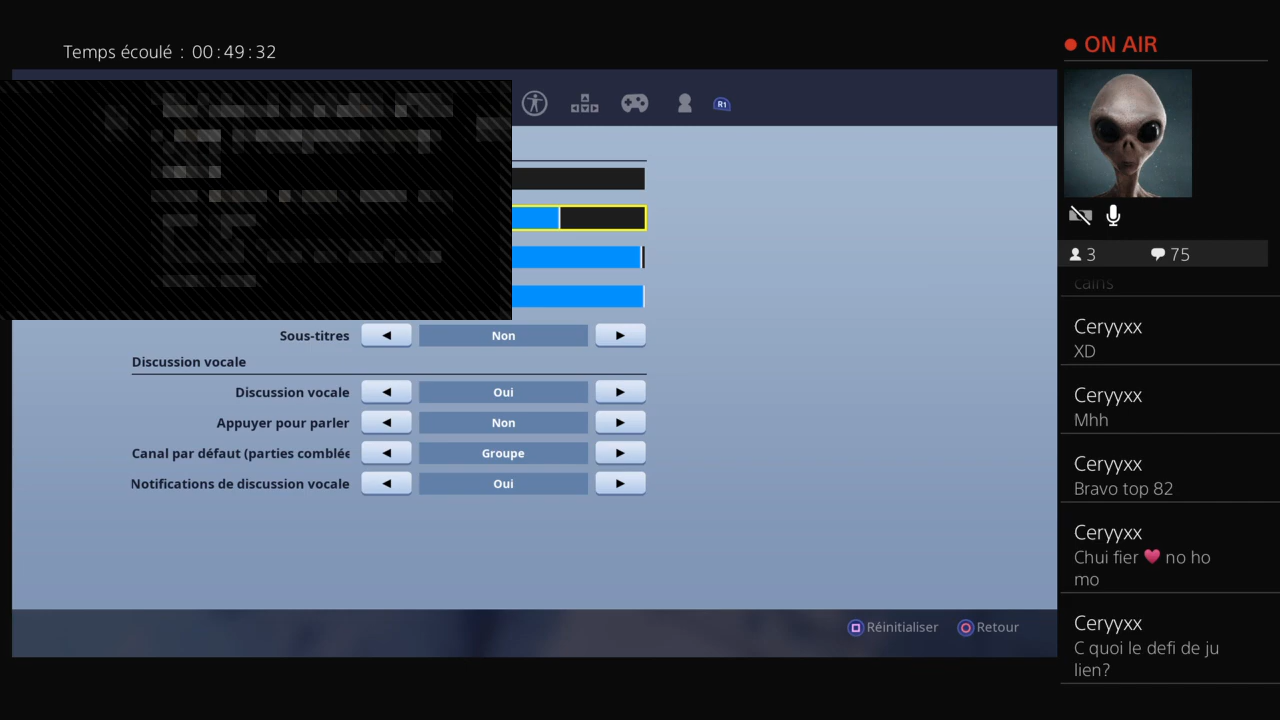 Temps écoulé : 00:49:32
ON AIR
R1
3
75
cains
Sous-titres
Non
Discussion vocale
Discussion vocale
Oui
Appuyer pour parler
Non
Canal par défaut (parties comblée
Groupe
Notifications de discussion vocale
Oui
Réinitialiser
Retour
Ceryyxx
XD
Ceryyxx
Mhh
Ceryyxx
Bravo top 82
Ceryyxx
Chui fier ❤ no ho
mo
Ceryyxx
C quoi le defi de ju
lien?